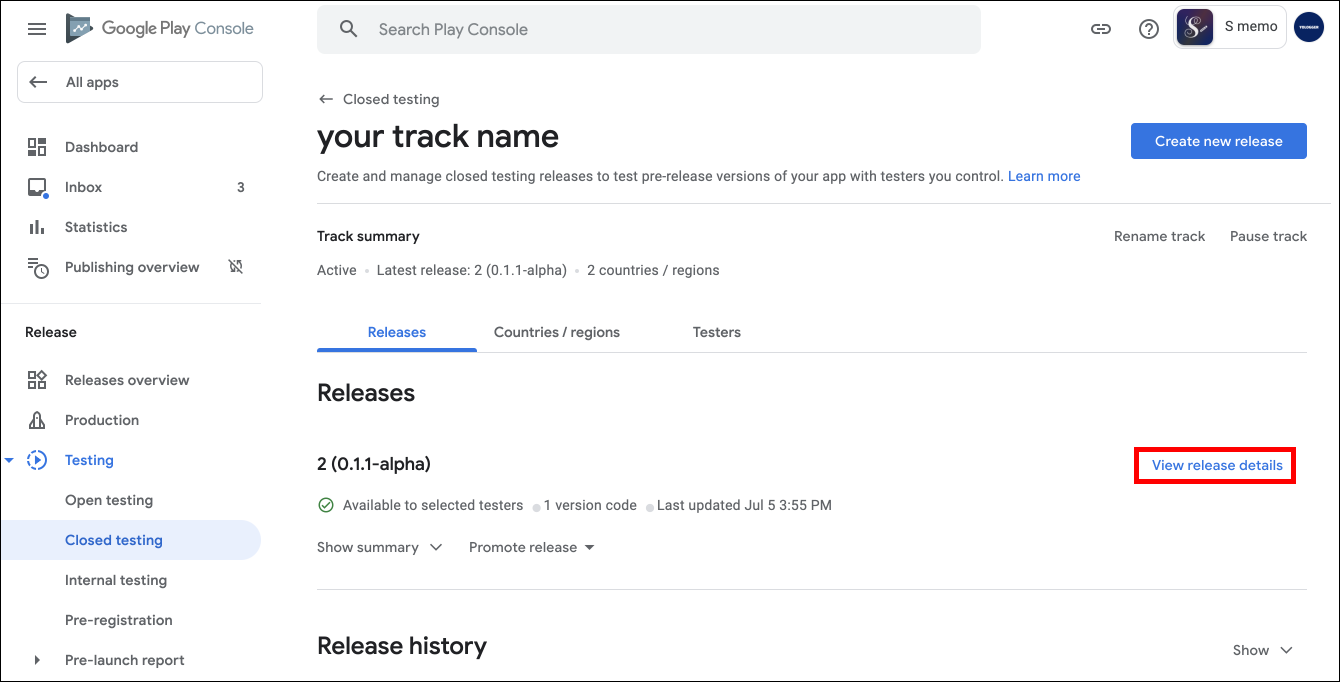 Google Play Console
Search Play Console
S memo
YOLONGER
All apps
Dashboard
Inbox 3
Statistics
Publishing overview
Release
Releases overview
Production
Testing
Open testing
Closed testing
Internal testing
Pre-registration
Pre-launch report
Closed testing
your track name
Create new release
Create and manage closed testing releases to test pre-release versions of your app with testers you control. Learn more
Track summary
Rename track Pause track
Active • Latest release: 2 (0.1.1-alpha) • 2 countries / regions
Releases Countries / regions Testers
Releases
2 (0.1.1-alpha)
View release details
Available to selected testers • 1 version code • Last updated Jul 5 3:55 PM
Show summary Promote release
Release history
Show